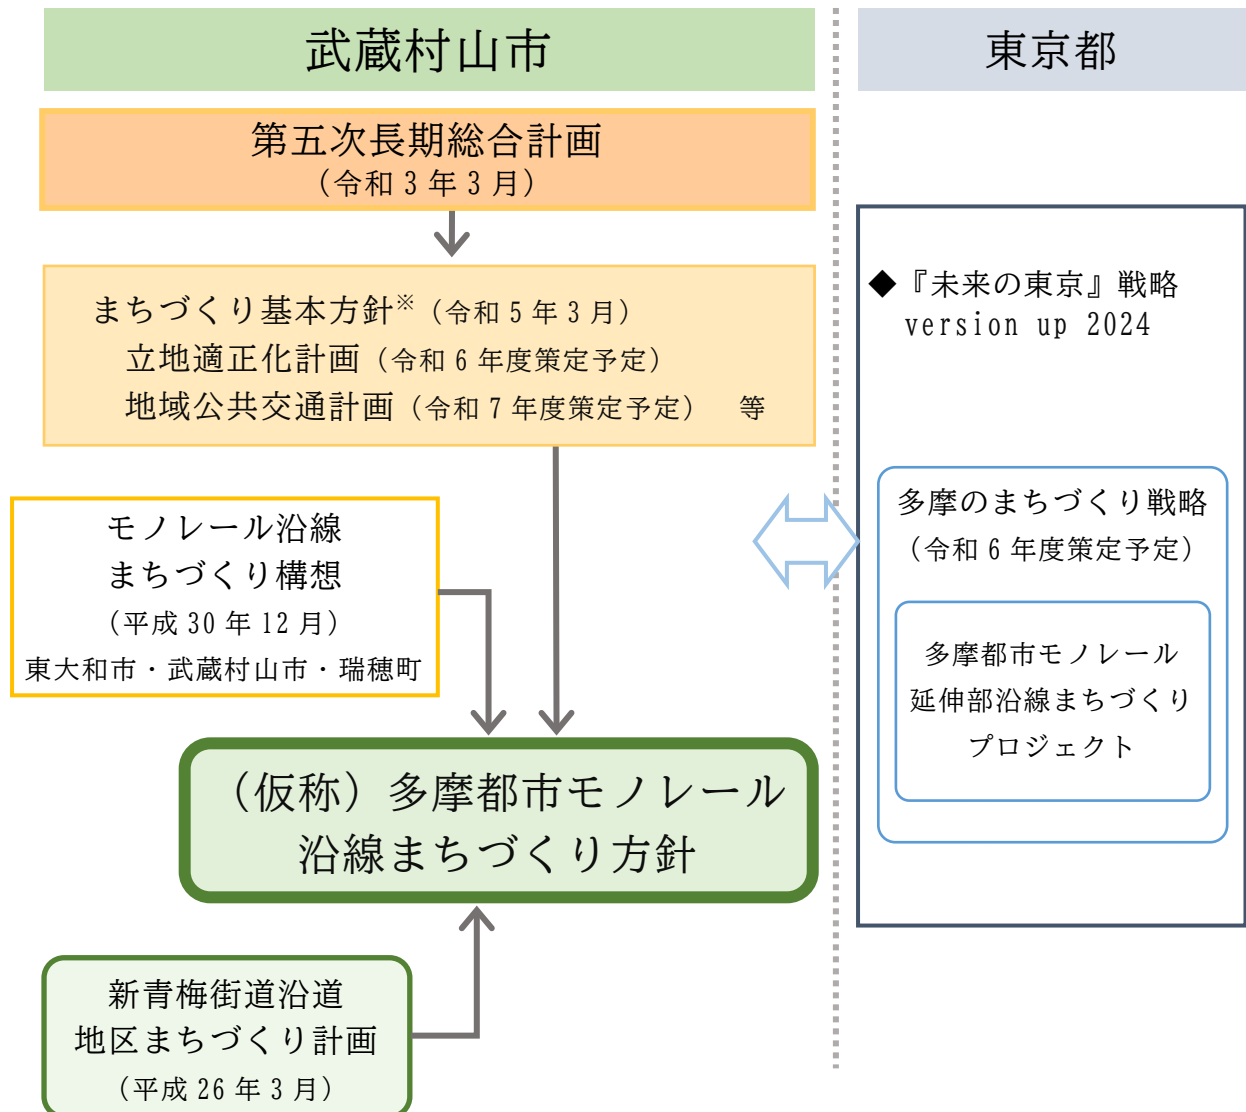 武蔵村山市
第五次長期総合計画
（令和３年３月）
まちづくり基本方針※（令和５年３月）
立地適正化計画（令和６年度策定予定）
地域公共交通計画（令和７年度策定予定）　等
モノレール沿線
まちづくり構想
（平成 30 年 12 月）
東大和市・武蔵村山市・瑞穂町
（仮称）多摩都市モノレール
沿線まちづくり方針
新青梅街道沿道
地区まちづくり計画
（平成 26 年３月）
東京都
◆『未来の東京』戦略
version up 2024
多摩のまちづくり戦略
（令和６年度策定予定）
多摩都市モノレール
延伸部沿線まちづくり
プロジェクト